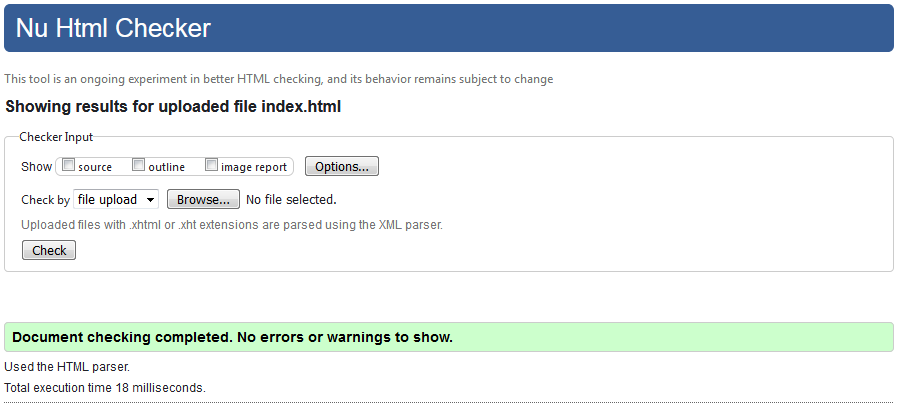 Nu Html Checker
This tool is an ongoing experiment in better HTML checking, and its behavior remains subject to change
Showing results for uploaded file index.html
Checker Input
Show source outline image report Options...
Check by file upload Browse... No file selected.
Uploaded files with .xhtml or .xht extensions are parsed using the XML parser.
Check
Document checking completed. No errors or warnings to show.
Used the HTML parser.
Total execution time 18 milliseconds.